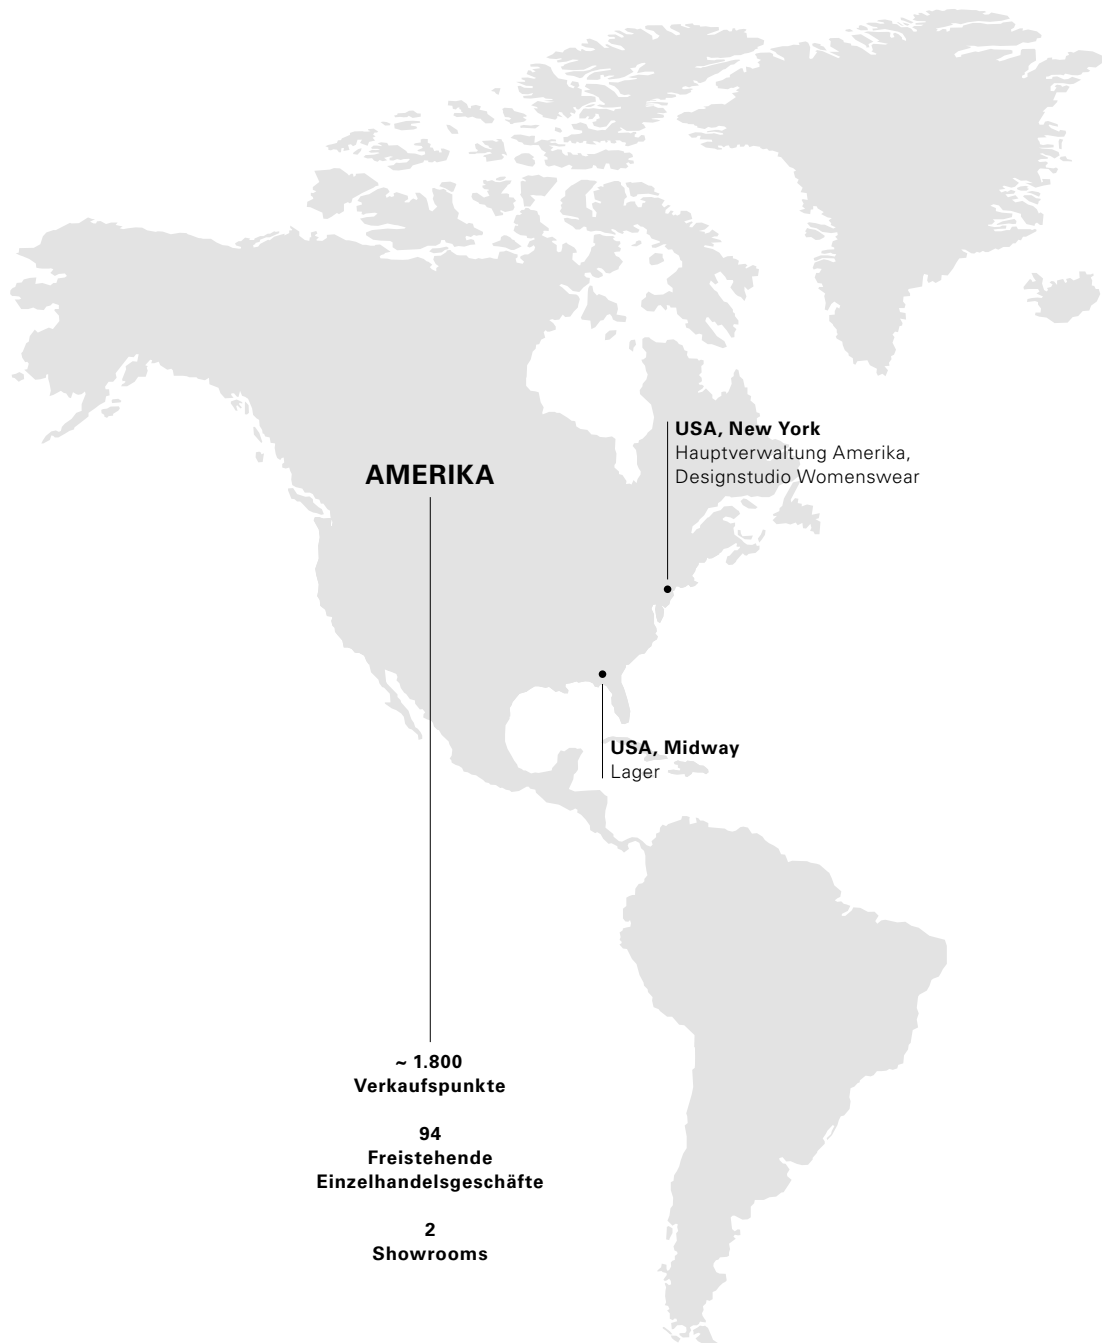 USA, New York
Hauptverwaltung Amerika,
Designstudio Womenswear
AMERIKA
USA, Midway
Lager
~ 1.800
Verkaufspunkte
94
Freistehende
Einzelhandelsgeschäfte
2
Showrooms